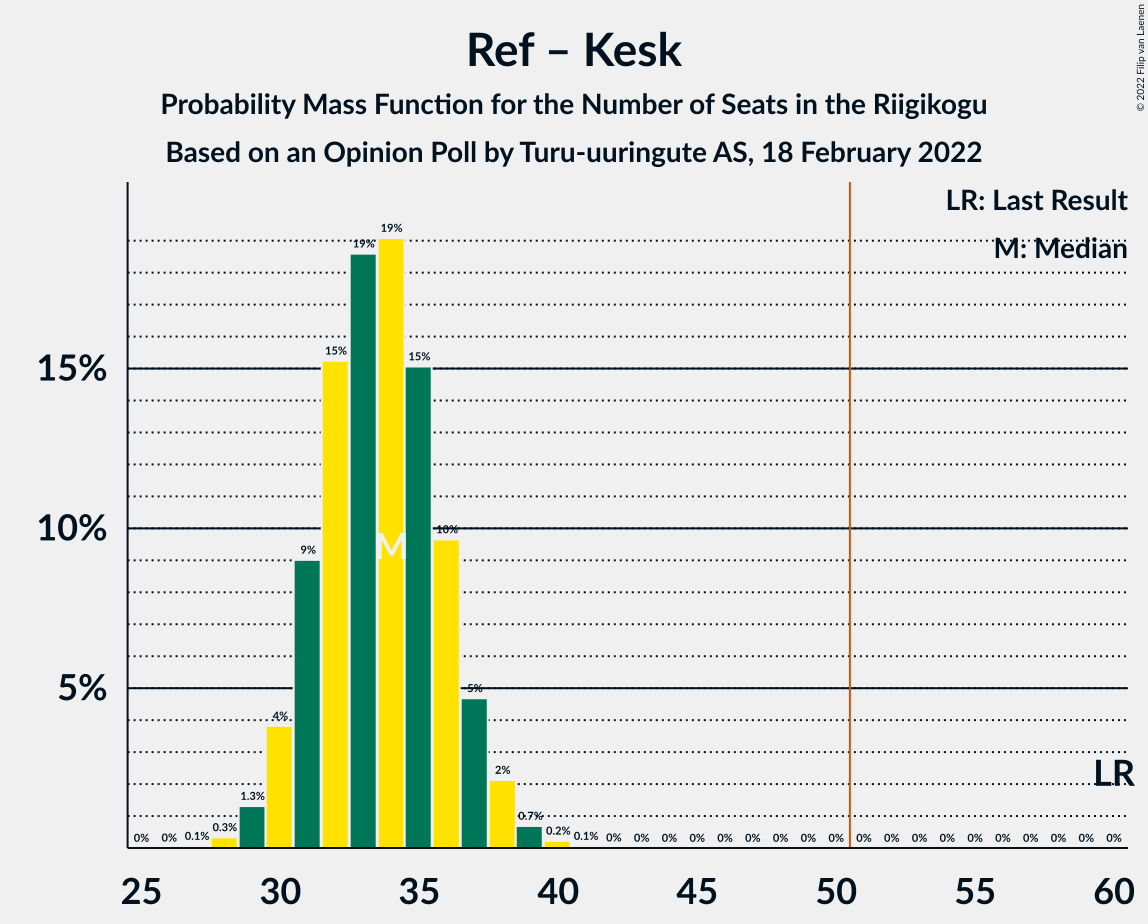 Ref – Kesk
Probability Mass Function for the Number of Seats in the Riigikogu
Based on an Opinion Poll by Turu-uuringute AS, 18 February 2022
© 2022 Filip van Laenen
LR: Last Result
M: Median
15%
10%
5%
0% 0% 0.1% 0.3% 1.3% 4% 9% 15% 19% 19% 15% 10% 5% 2% 0.7% 0.2% 0.1% 0% 0% 0% 0% 0% 0% 0% 0% 0% 0% 0% 0% 0% 0% 0% 0% 0% 0% 0%
M
LR
25 30 35 40 45 50 55 60